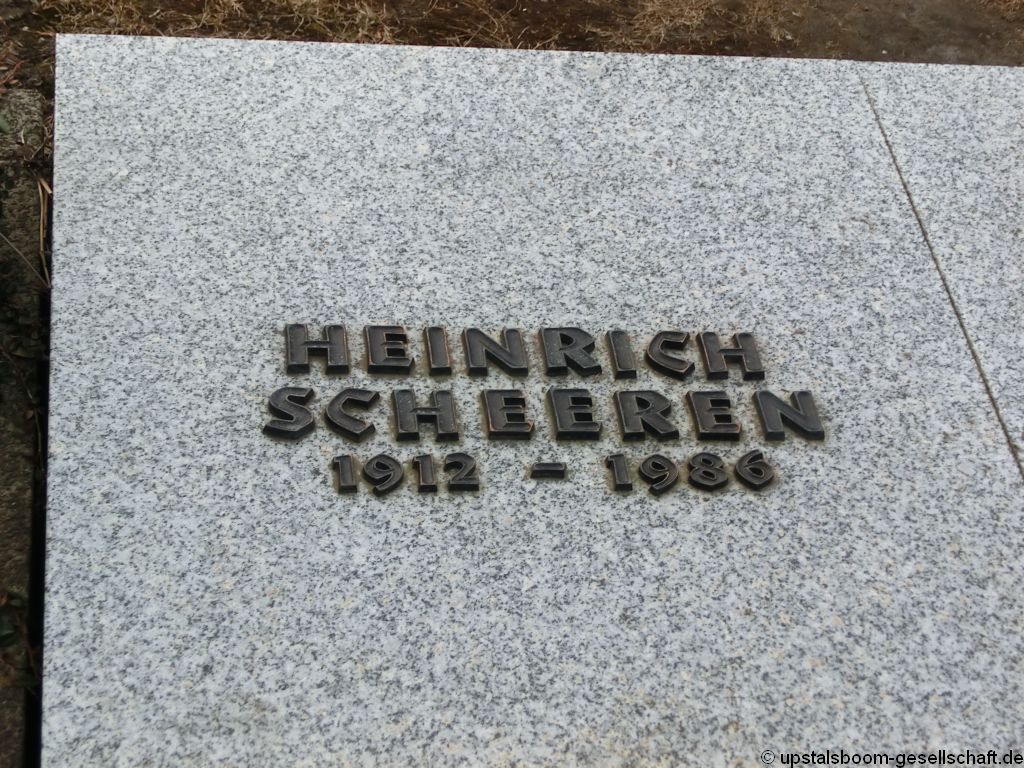 HEINRICH
SCHEEREN
1912 - 1986
© upstalsboom-gesellschaft.de